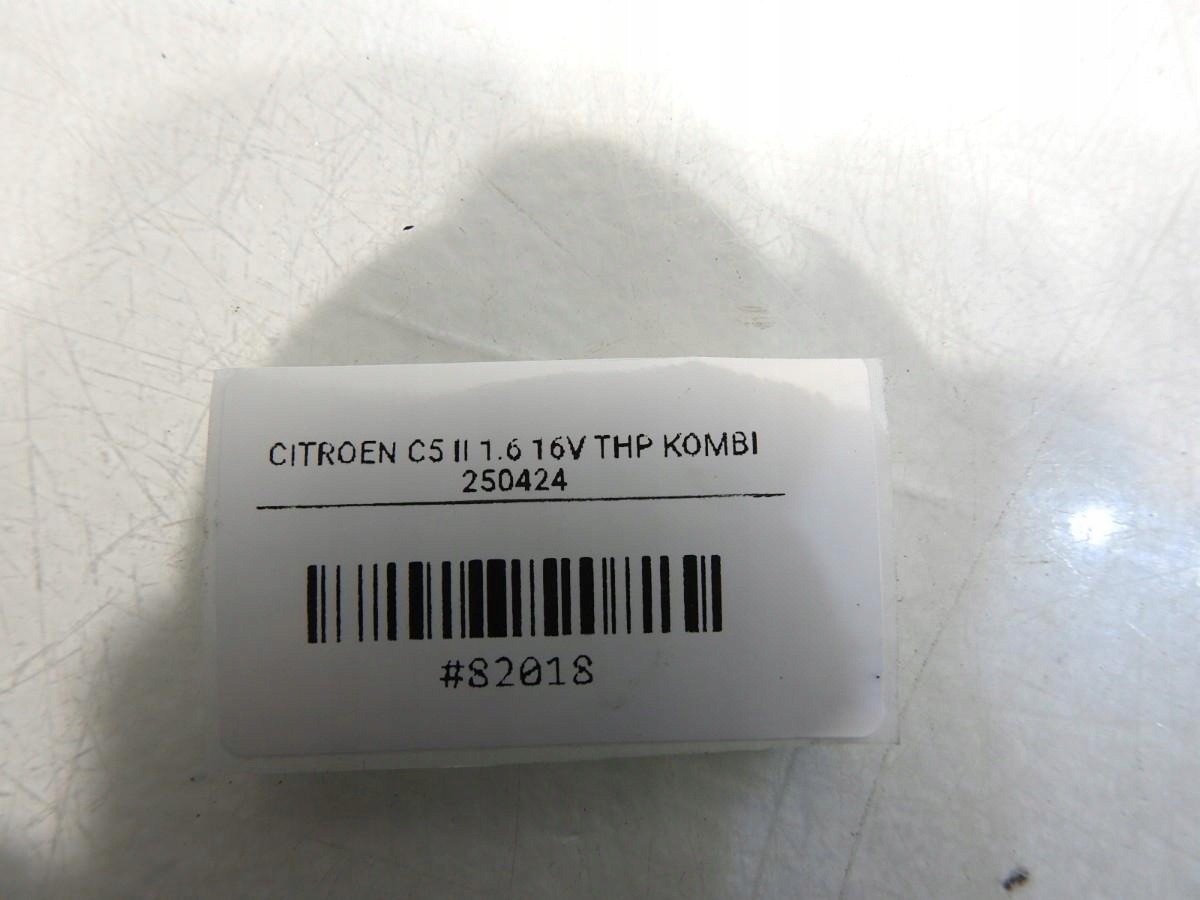 CITROEN C5 II 1.6 16V THP KOMBI
250424
#82018